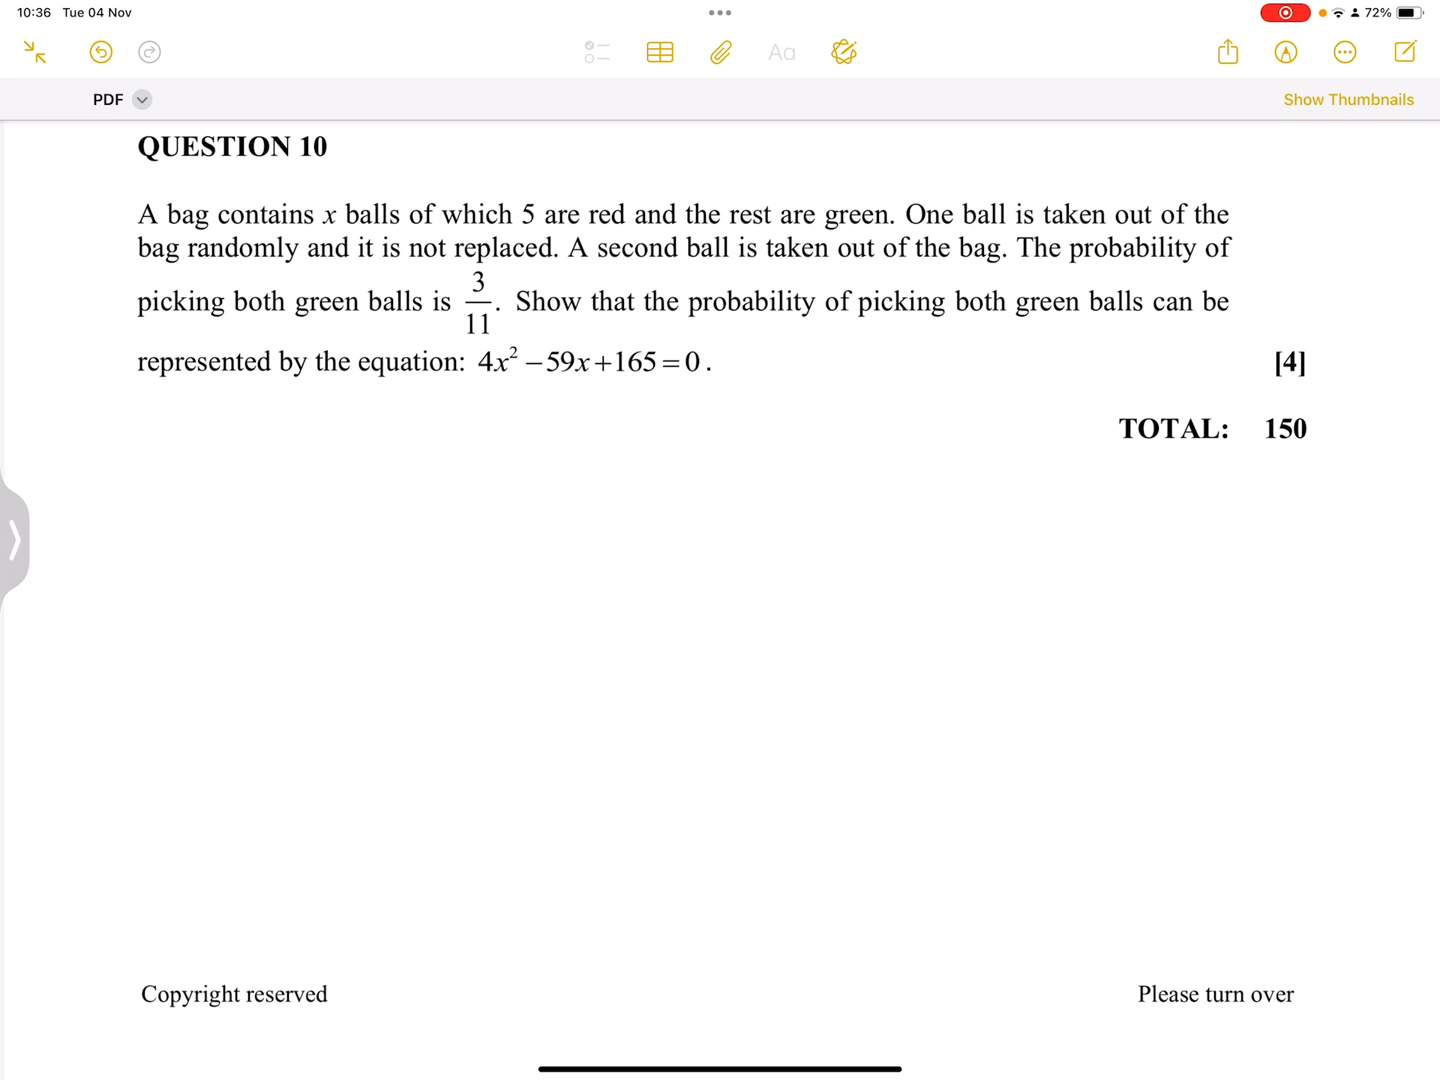 10:36 Tue 04 Nov
72%
Aa
PDF
Show Thumbnails
QUESTION 10
A bag contains x balls of which 5 are red and the rest are green. One ball is taken out of the
bag randomly and it is not replaced. A second ball is taken out of the bag. The probability of
picking both green balls is 3/11. Show that the probability of picking both green balls can be
represented by the equation: 4x² − 59x + 165 = 0. [4]
TOTAL: 150
Copyright reserved
Please turn over